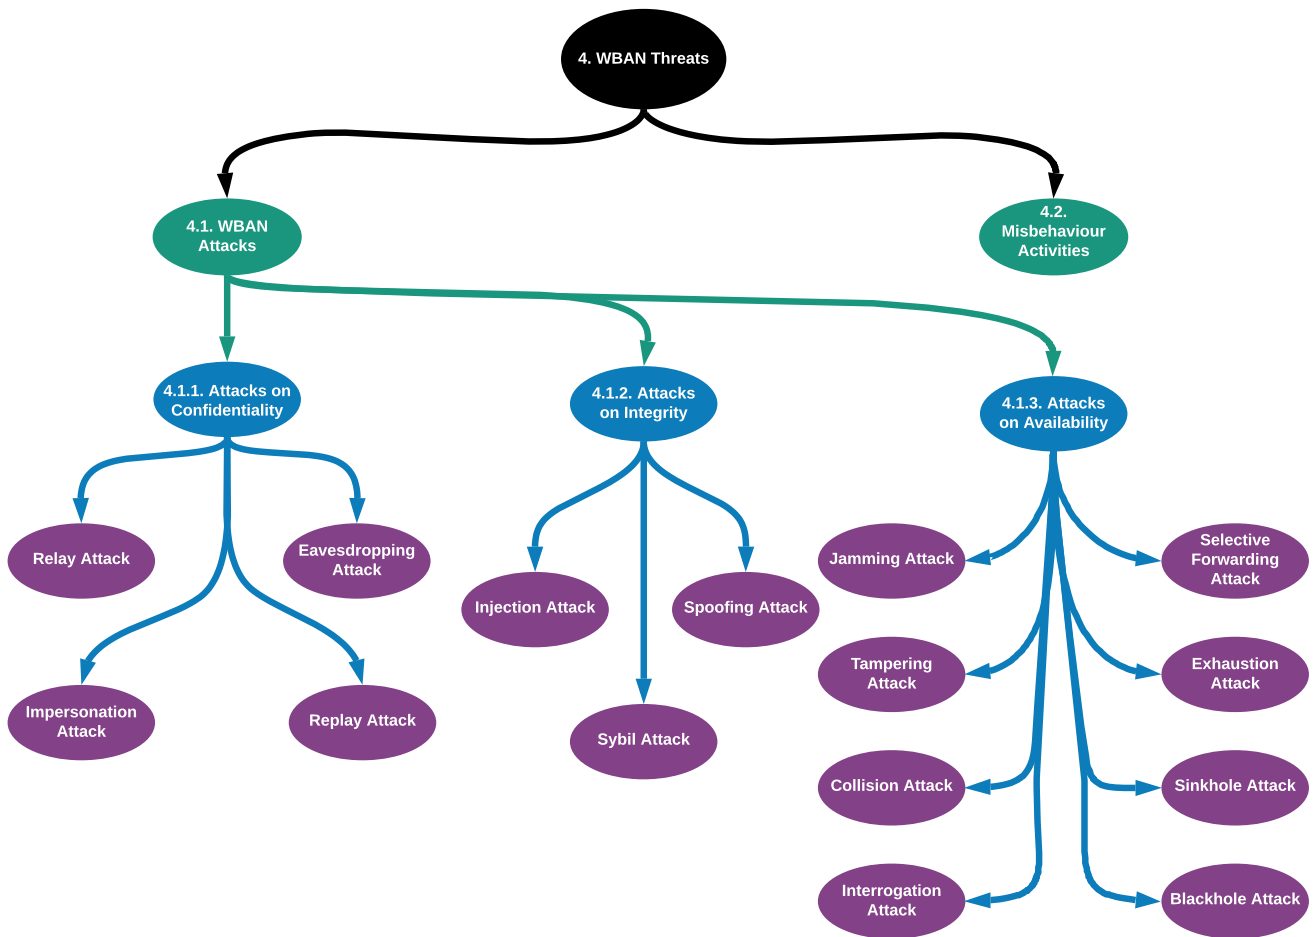 4. WBAN Threats
4.1. WBAN
Attacks
4.2.
Misbehaviour
Activities
4.1.1. Attacks on
Confidentiality
4.1.2. Attacks
on Integrity
4.1.3. Attacks
on Availability
Relay Attack
Eavesdropping
Attack
Impersonation
Attack
Replay Attack
Injection Attack
Spoofing Attack
Sybil Attack
Jamming Attack
Selective
Forwarding
Attack
Tampering
Attack
Exhaustion
Attack
Collision Attack
Sinkhole Attack
Interrogation
Attack
Blackhole Attack